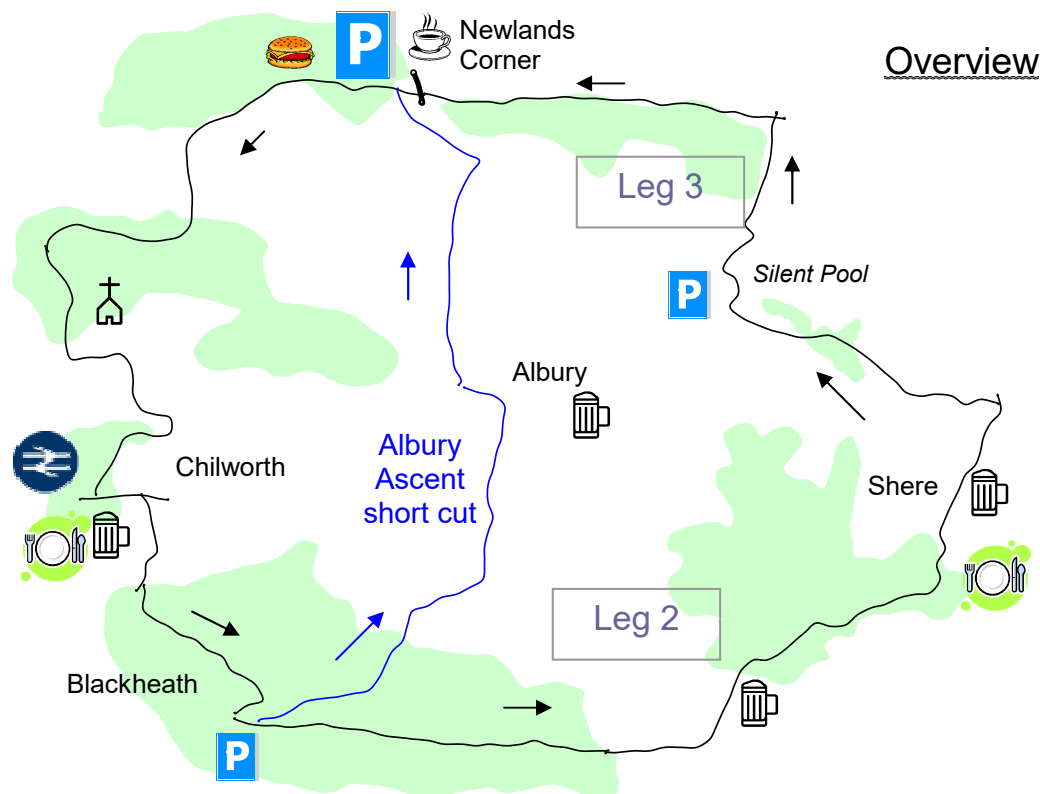 P
Newlands
Corner
Overview
Leg 3
Silent Pool
P
Albury
Albury
Ascent
short cut
Chilworth
Shere
Leg 2
Blackheath
P